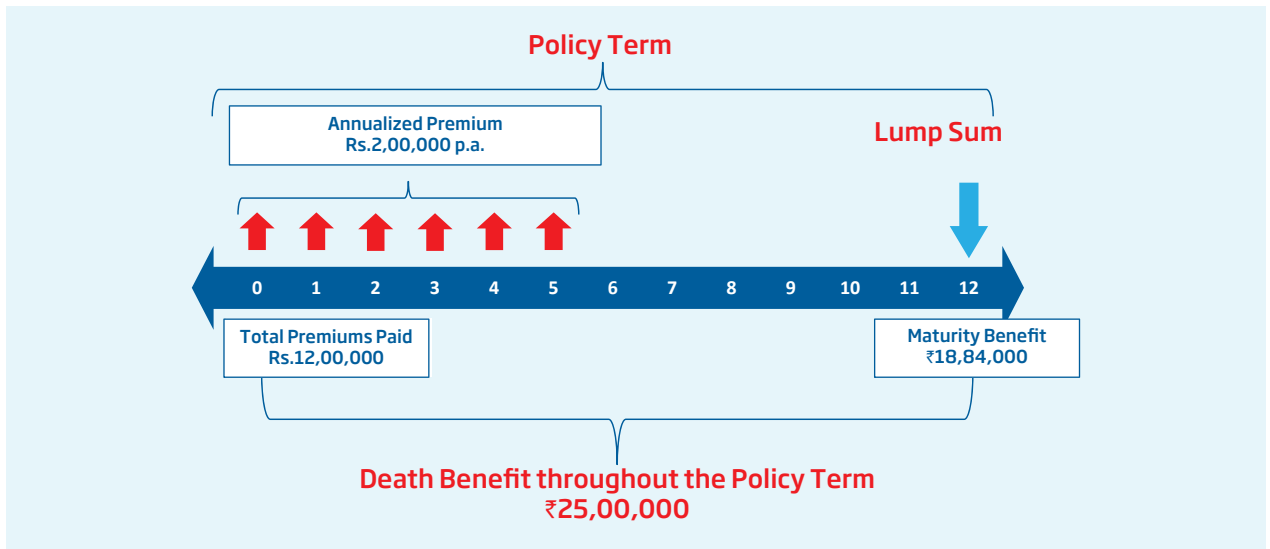 Policy Term
Annualized Premium
Rs.2,00,000 p.a.
Lump Sum
0 1 2 3 4 5 6 7 8 9 10 11 12
Total Premiums Paid
Rs.12,00,000
Maturity Benefit
₹18,84,000
Death Benefit throughout the Policy Term
₹25,00,000